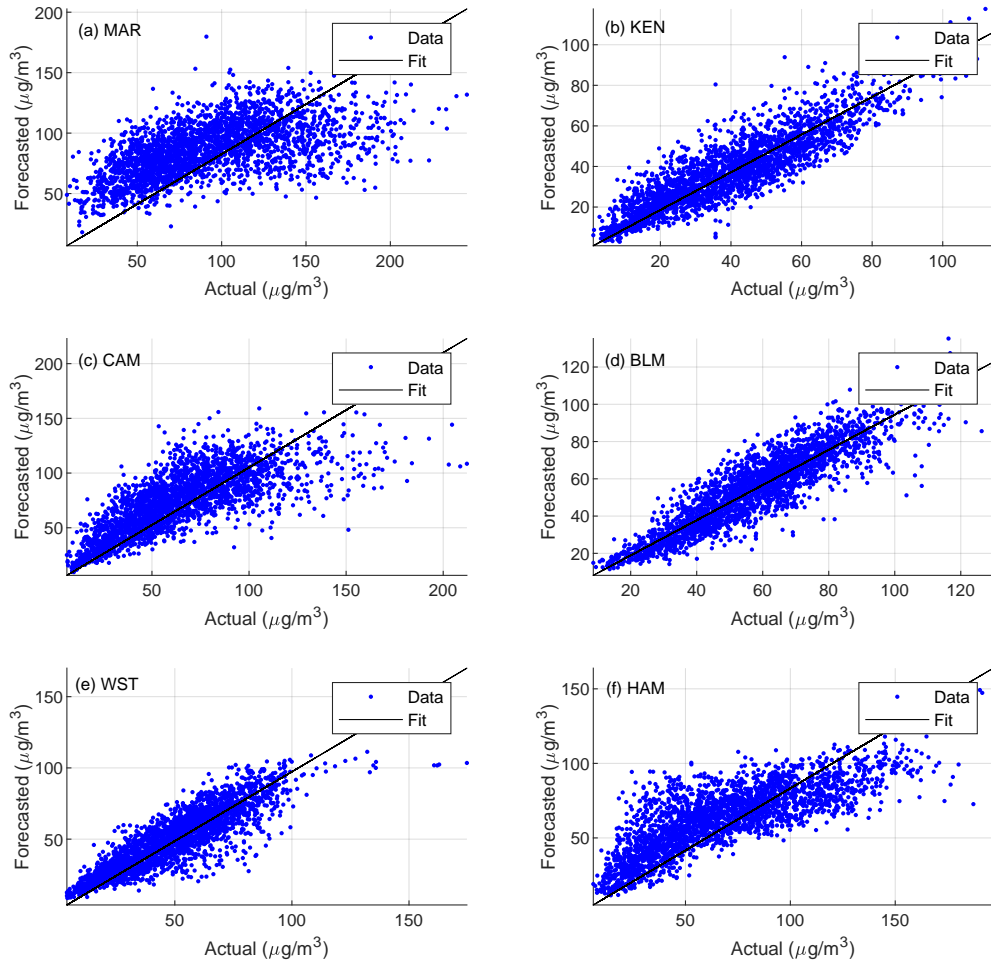 (a) MAR
Data
Fit
200
150
100
50
Forecasted (μg/m³)
50 100 150 200
Actual (μg/m³)
(b) KEN
Data
Fit
100
80
60
40
20
Forecasted (μg/m³)
20 40 60 80 100
Actual (μg/m³)
(c) CAM
Data
Fit
200
150
100
50
Forecasted (μg/m³)
50 100 150 200
Actual (μg/m³)
(d) BLM
Data
Fit
120
100
80
60
40
20
Forecasted (μg/m³)
20 40 60 80 100 120
Actual (μg/m³)
(e) WST
Data
Fit
150
100
50
Forecasted (μg/m³)
50 100 150
Actual (μg/m³)
(f) HAM
Data
Fit
150
100
50
Forecasted (μg/m³)
50 100 150
Actual (μg/m³)